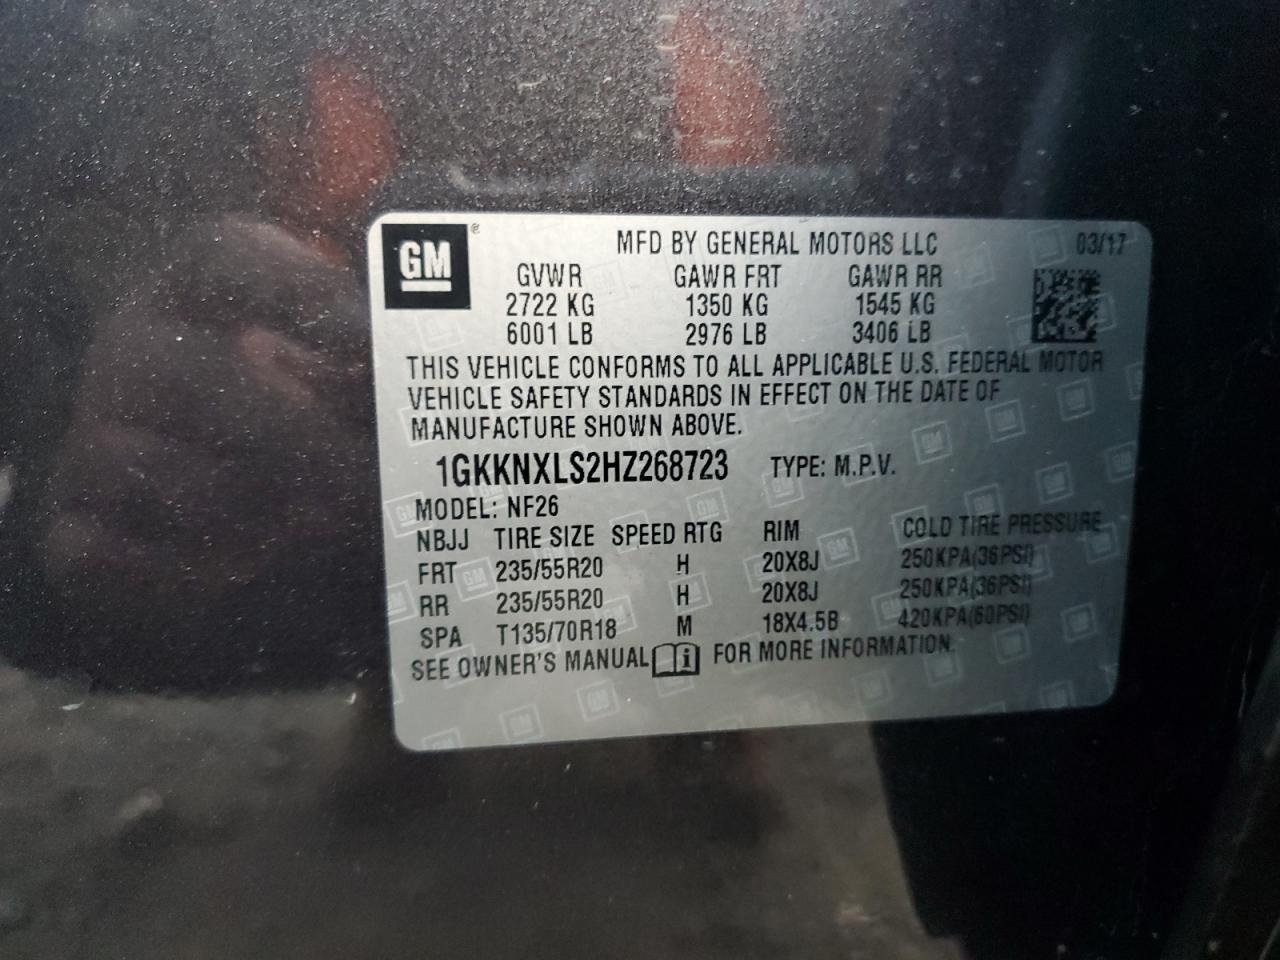 GM ®
MFD BY GENERAL MOTORS LLC 03/17
GVWR GAWR FRT GAWR RR
2722 KG 1350 KG 1545 KG
6001 LB 2976 LB 3406 LB
THIS VEHICLE CONFORMS TO ALL APPLICABLE U.S. FEDERAL MOTOR
VEHICLE SAFETY STANDARDS IN EFFECT ON THE DATE OF
MANUFACTURE SHOWN ABOVE.
1GKKNXLS2HZ268723 TYPE: M.P.V.
MODEL: NF26
NBJJ TIRE SIZE SPEED RTG RIM COLD TIRE PRESSURE
FRT 235/55R20 H 20X8J 250KPA(36PSI)
RR 235/55R20 H 20X8J 250KPA(36PSI)
SPA T135/70R18 M 18X4.5B 420KPA(60PSI)
SEE OWNER'S MANUAL FOR MORE INFORMATION.